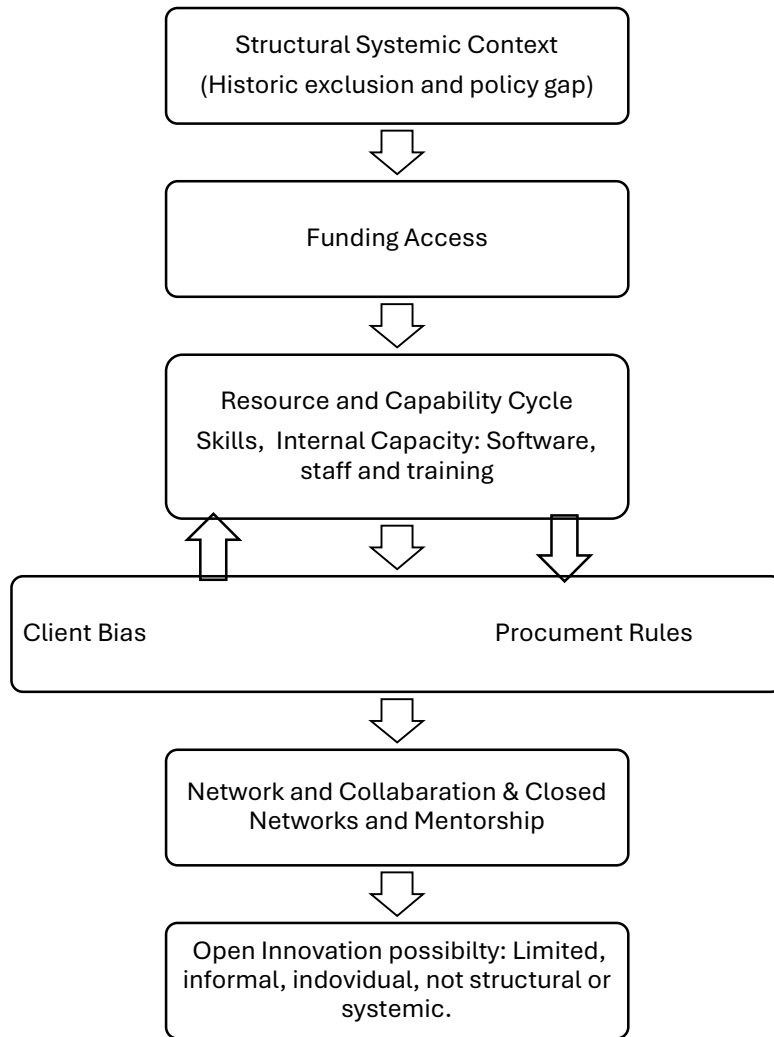 Structural Systemic Context
(Historic exclusion and policy gap)
Funding Access
Resource and Capability Cycle
Skills, Internal Capacity: Software,
staff and training
Client Bias
Procument Rules
Network and Collabaration & Closed
Networks and Mentorship
Open Innovation possibilty: Limited,
informal, indovidual, not structural or
systemic.